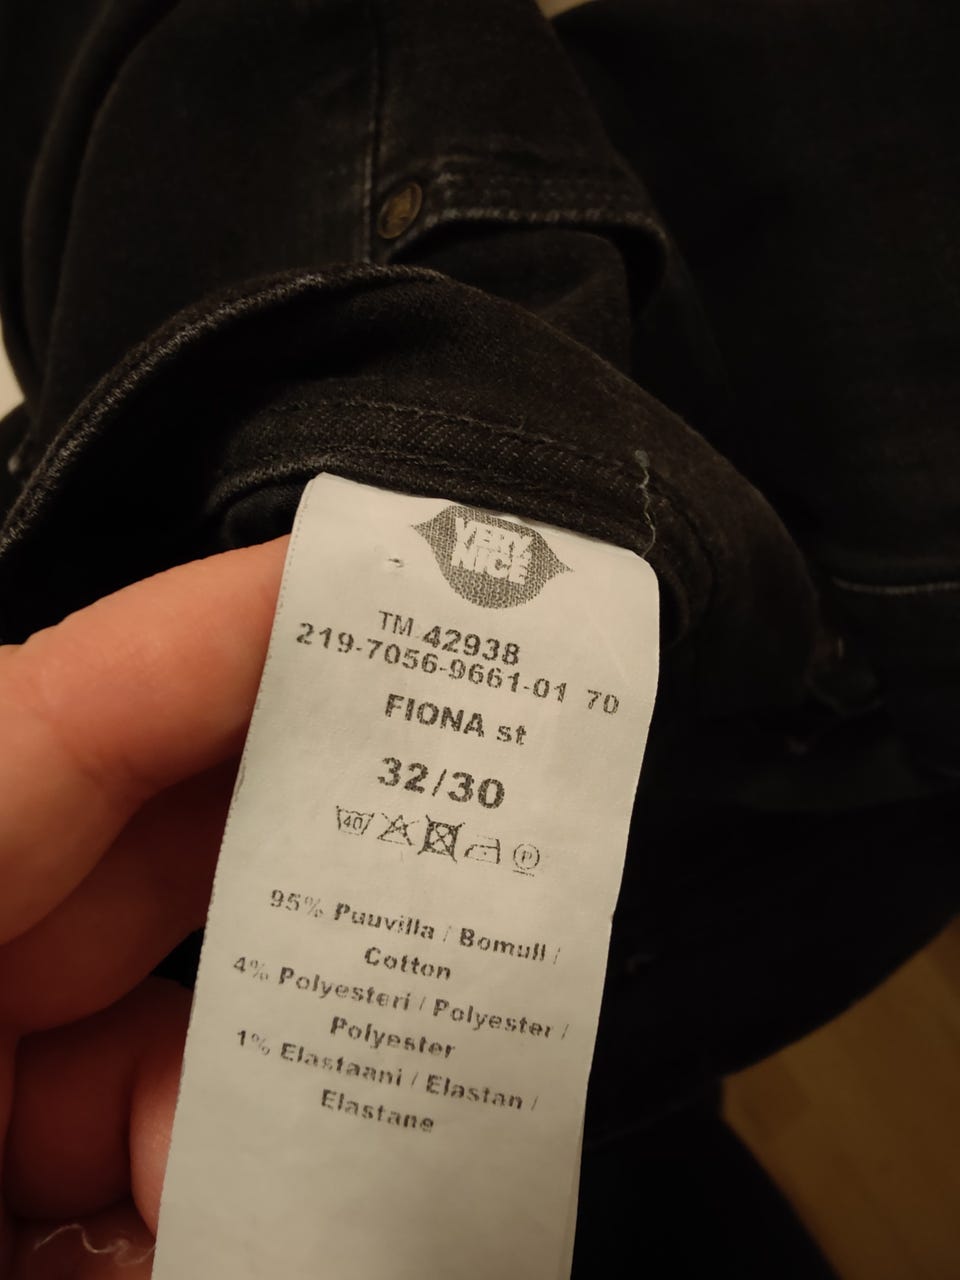 VERY
NICE
TM 42938
219-7056-9661-01 70
FIONA st
32/30
40 P
95% Puuvilla / Bomull /
Cotton
4% Polyesteri / Polyester /
Polyester
1% Elastaani / Elastan /
Elastane